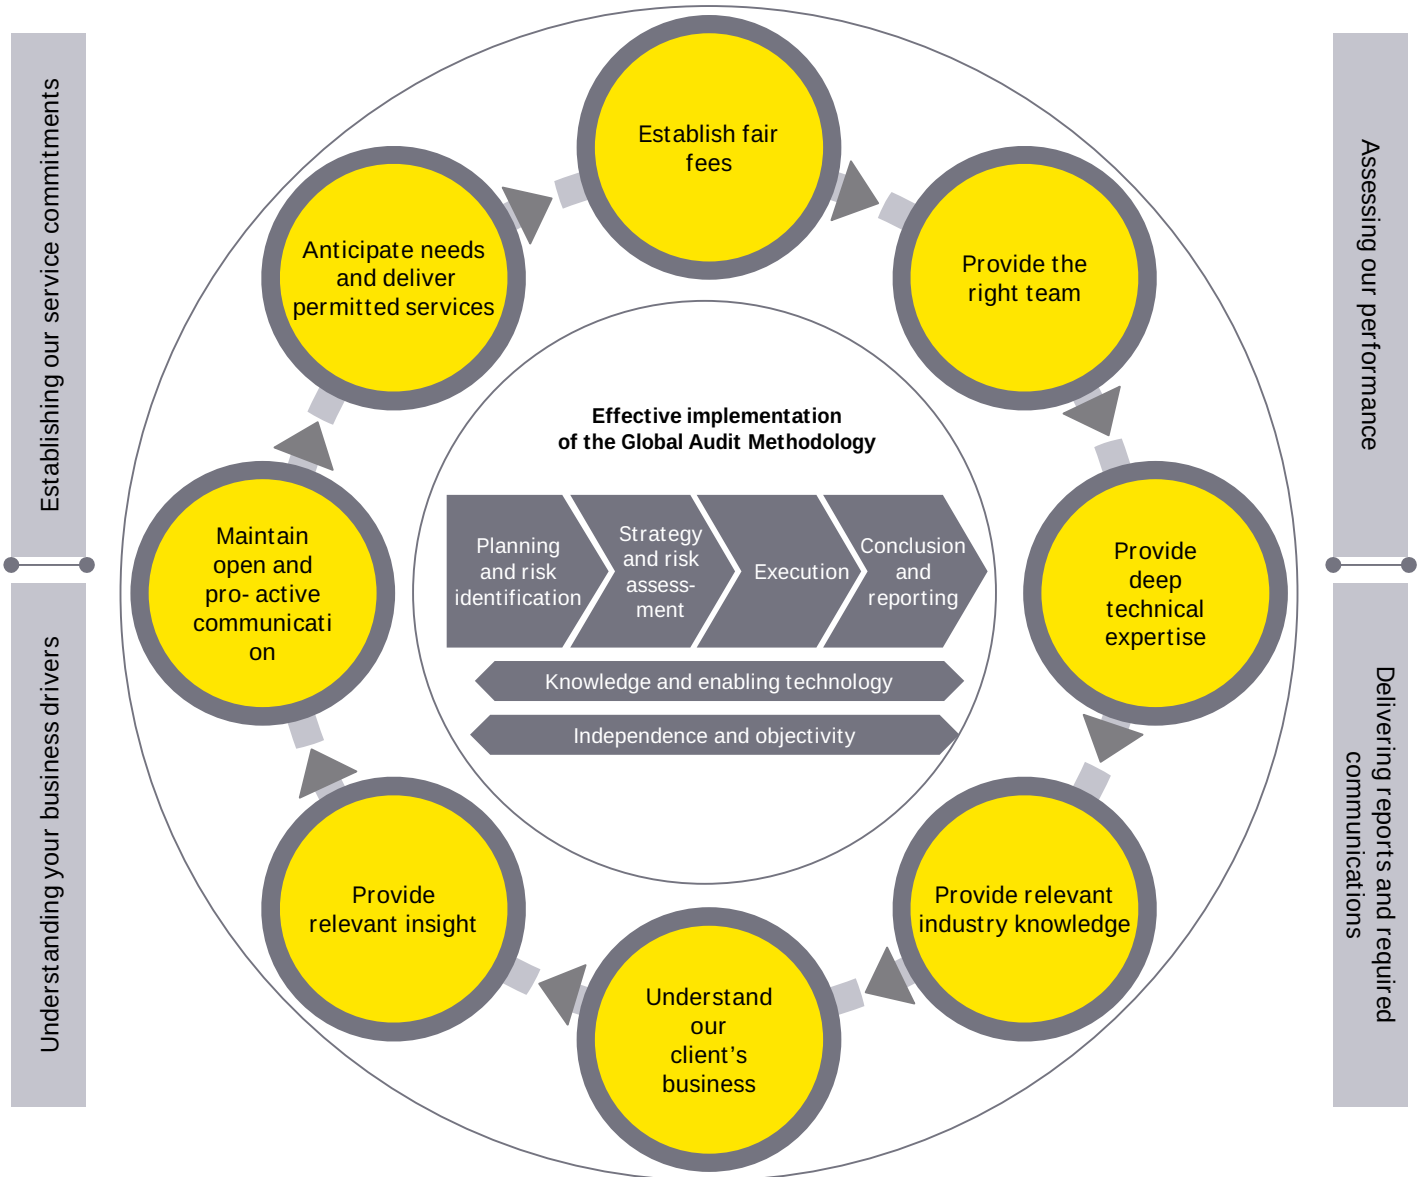 Establishing our service commitments
Understanding your business drivers
Establish fair
fees
Provide the
right team
Provide
deep
technical
expertise
Provide relevant
industry knowledge
Understand
our
client’s
business
Provide
relevant insight
Maintain
open and
pro- active
communicati
on
Anticipate needs
and deliver
permitted services
Effective implementation
of the Global Audit Methodology
Planning
and risk
identification
Strategy
and risk
assess-
ment
Execution
Conclusion
and
reporting
Knowledge and enabling technology
Independence and objectivity
Assessing our performance
Delivering reports and required
communications